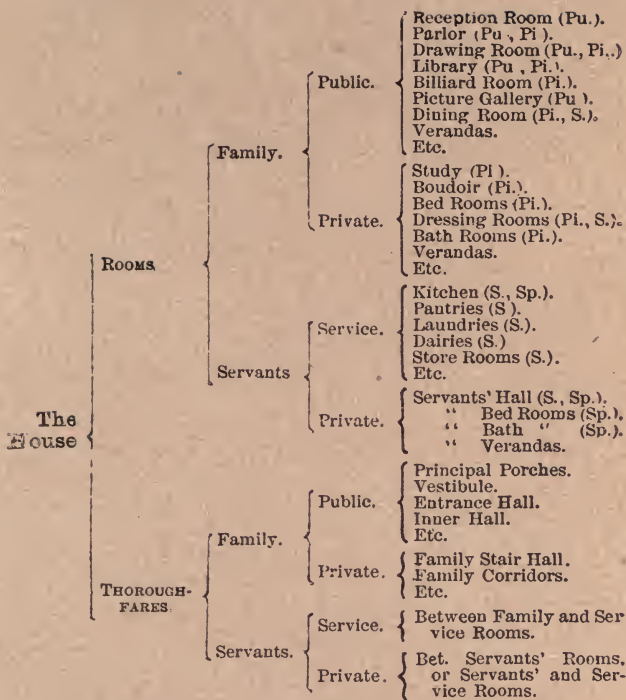 Reception Room (Pu.).
Parlor (Pu., Pi ).
Drawing Room (Pu., Pi..)
Library (Pu , Pi.).
Public. Billiard Room (Pi.).
Picture Gallery (Pu ).
Dining Room (Pi., S.).
Verandas.
Etc.
Family.
Study (Pi ).
Boudoir (Pi.).
Bed Rooms (Pi.).
Private. Dressing Rooms (Pi., S.).
Bath Rooms (Pi.).
Verandas.
Etc.
ROOMS
Kitchen (S., Sp.).
Pantries (S ).
Service. Laundries (S.).
Dairies (S.)
Store Rooms (S.).
Etc.
Servants
Servants' Hall (S., Sp.).
" Bed Rooms (Sp.).
Private. " Bath " (Sp.).
" Verandas.
The
House
Principal Porches.
Vestibule.
Public. Entrance Hall.
Inner Hall.
Etc.
Family.
Family Stair Hall.
Private. Family Corridors.
Etc.
THOROUGH-
FARES
Service. Between Family and Ser
vice Rooms.
Servants.
Bet. Servants' Rooms,
Private. or Servants' and Ser-
vice Rooms.